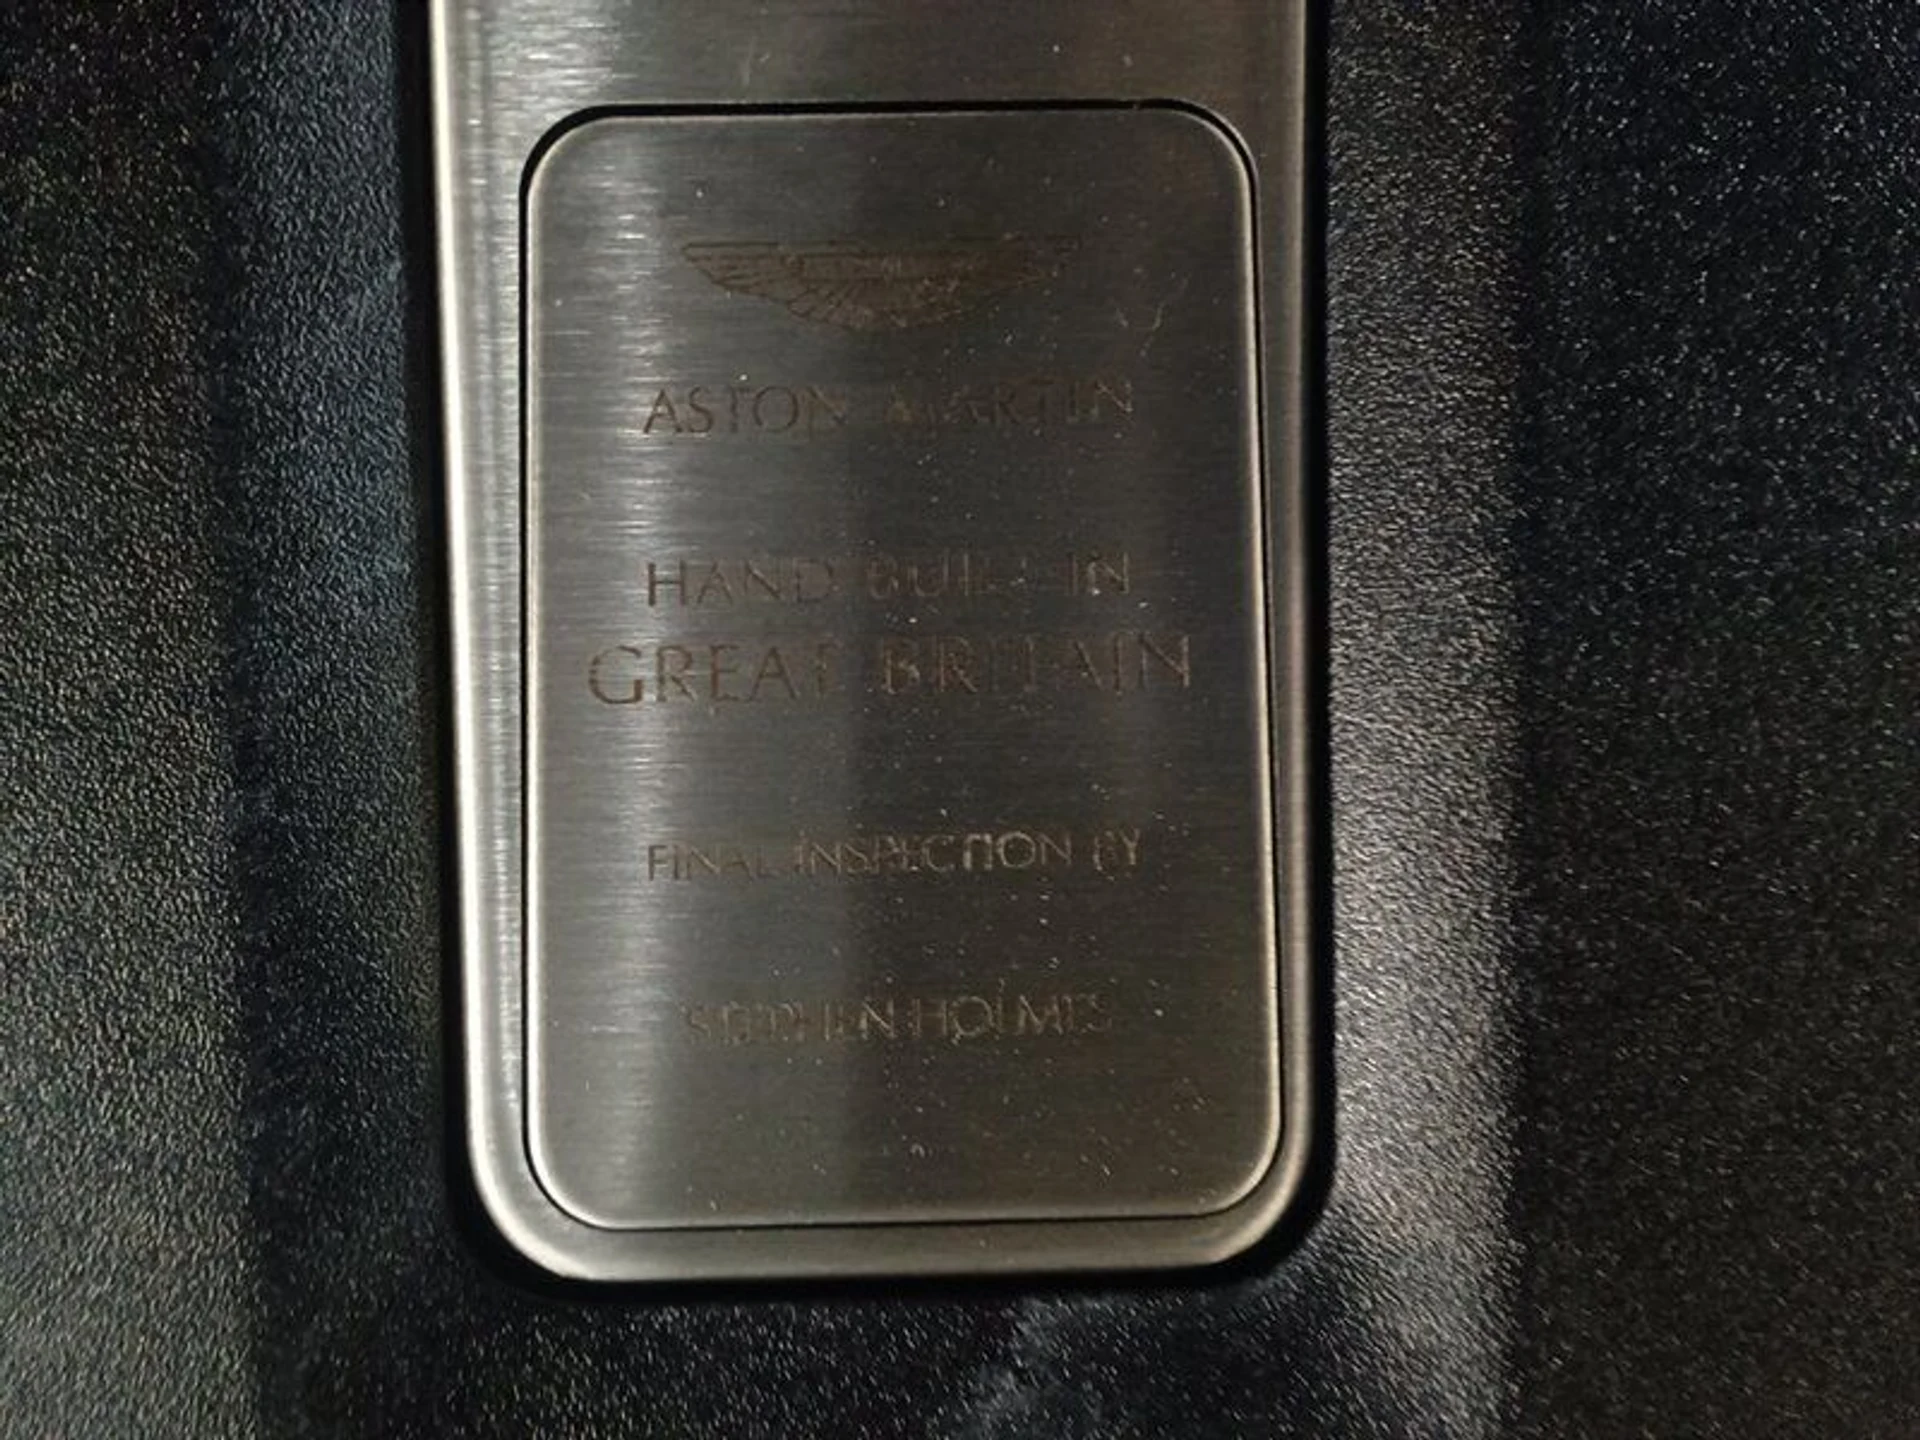 ASTON MARTIN
HAND BUILT IN
GREAT BRITAIN
FINAL INSPECTION BY
STEPHEN HOLMES